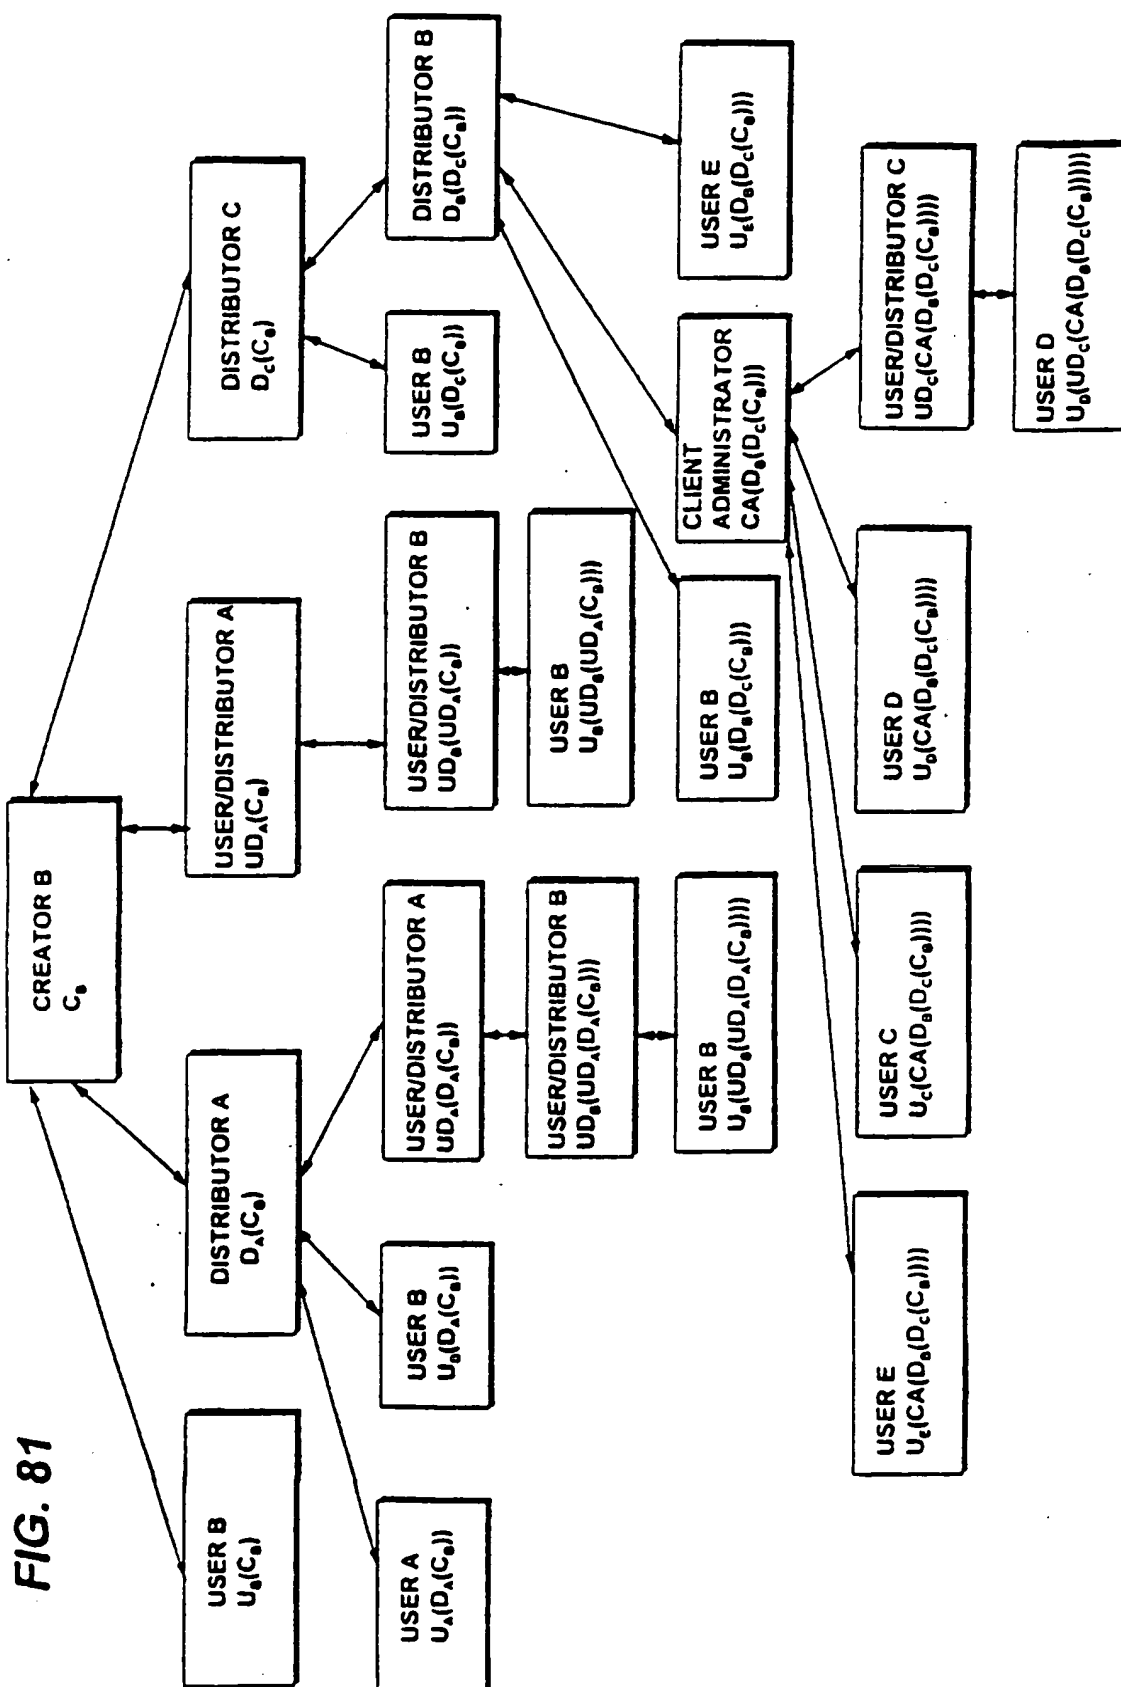 FIG. 81
CREATOR B
C_B
USER B
U_B(C_B)
DISTRIBUTOR A
D_A(C_B)
USER/DISTRIBUTOR A
UD_A(C_B)
DISTRIBUTOR C
D_C(C_B)
USER A
U_A(D_A(C_B))
USER B
U_B(D_A(C_B))
USER/DISTRIBUTOR A
UD_A(D_A(C_B))
USER/DISTRIBUTOR B
UD_B(UD_A(C_B))
USER B
U_B(D_C(C_B))
DISTRIBUTOR B
D_B(D_C(C_B))
USER/DISTRIBUTOR B
UD_B(UD_A(D_A(C_B)))
USER B
U_B(UD_B(UD_A(C_B)))
USER B
U_B(UD_B(UD_A(D_A(C_B))))
USER B
U_B(D_B(D_C(C_B)))
CLIENT
ADMINISTRATOR
CA(D_B(D_C(C_B)))
USER E
U_E(D_B(D_C(C_B)))
USER E
U_E(CA(D_B(D_C(C_B))))
USER C
U_C(CA(D_B(D_C(C_B))))
USER D
U_D(CA(D_B(D_C(C_B))))
USER/DISTRIBUTOR C
UD_C(CA(D_B(D_C(C_B))))
USER D
U_D(UD_C(CA(D_B(D_C(C_B)))))